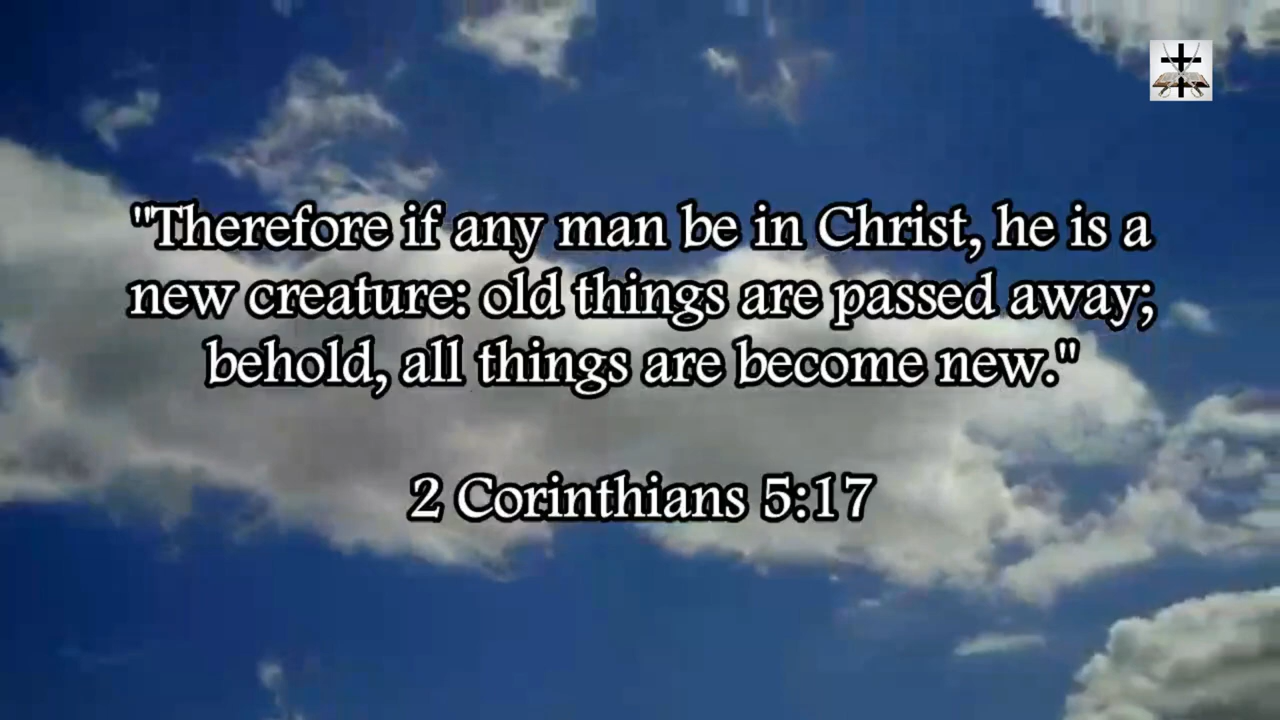 "Therefore if any man be in Christ, he is a
new creature: old things are passed away;
behold, all things are become new."
2 Corinthians 5:17